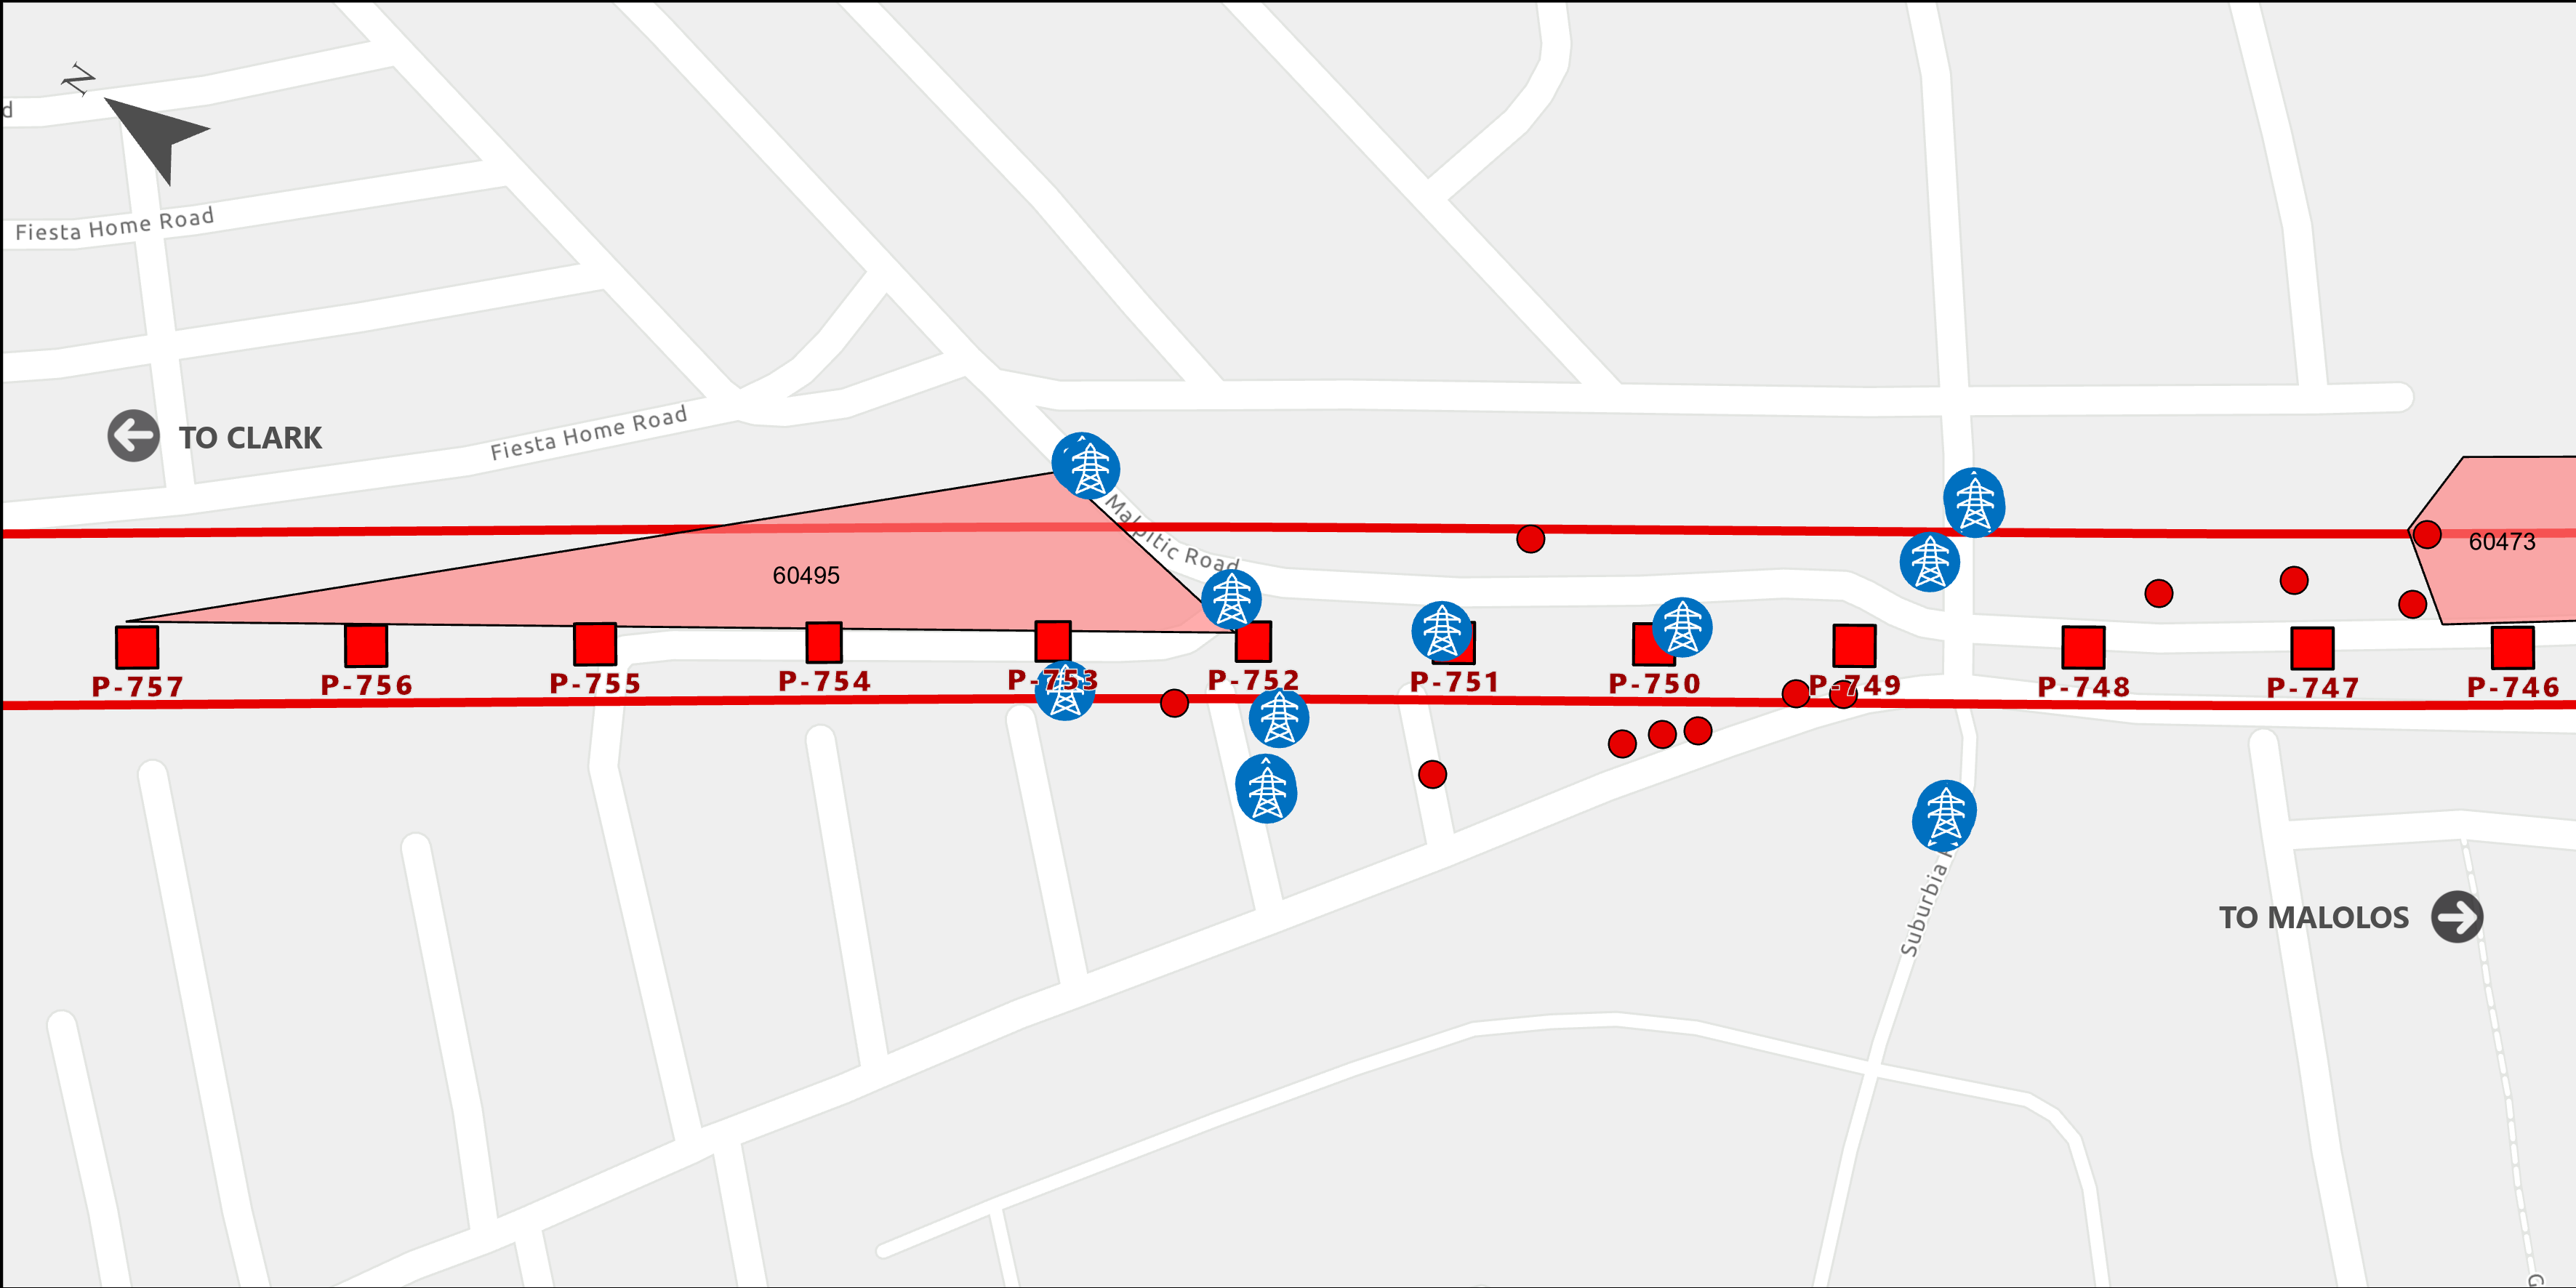 N
d
Fiesta Home Road
TO CLARK
Fiesta Home Road
Malpitic Road
60495
60473
P-757
P-756
P-755
P-754
P-753
P-752
P-751
P-750
P-749
P-748
P-747
P-746
Suburbia
TO MALOLOS
G